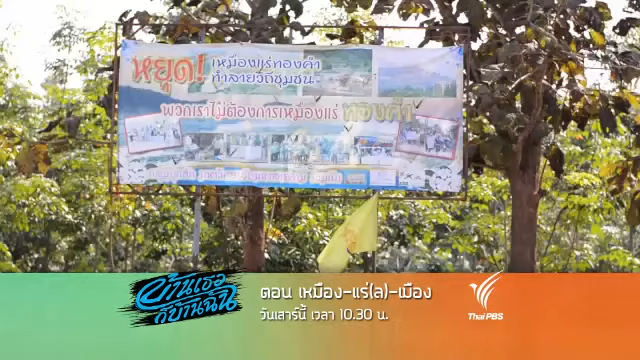 หยุด!
เหมืองแร่ทองคำ
ทำลายวิถีชุมชน
พวกเราไม่ต้องการเหมืองแร่ ทองคำ
บ้านเธอ
ก็บ้านฉัน
ตอน เหมือง-แร่(ล)-เมือง
วันเสาร์นี้ เวลา 10.30 น.
Thai PBS